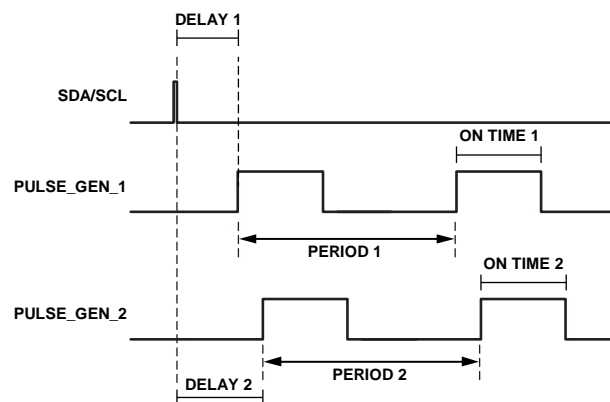 DELAY 1
SDA/SCL
ON TIME 1
PULSE_GEN_1
PERIOD 1
ON TIME 2
PULSE_GEN_2
PERIOD 2
DELAY 2